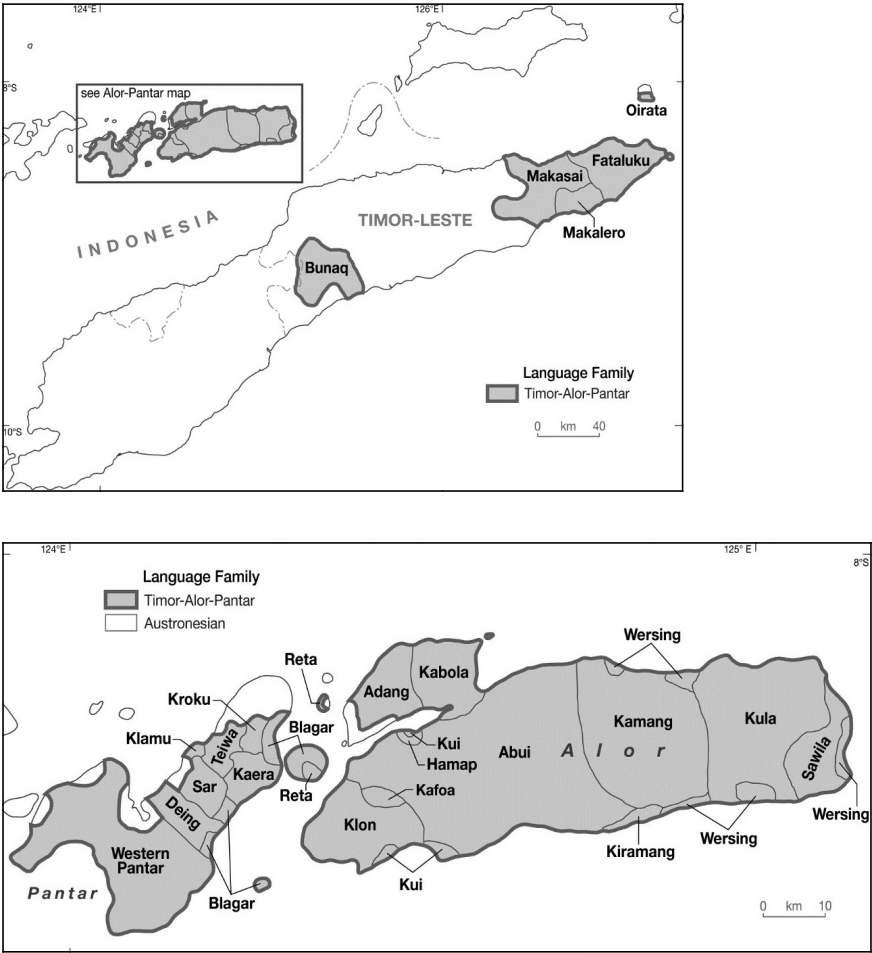 124°E
126°E
8°S
see Alor-Pantar map
Oirata
Fataluku
Makasai
INDONESIA
TIMOR-LESTE
Makalero
Bunaq
Language Family
Timor-Alor-Pantar
0 km 40
10°S
124°E
125° E
8°S
Language Family
Timor-Alor-Pantar
Austronesian
Wersing
Reta
Kabola
Adang
Kroku
Blagar
Kamang
Kula
Klamu
Teiwa
Kui
Abui
Alor
Hamap
Sawila
Kaera
Sar
Reta
Kafoa
Deing
Klon
Wersing
Wersing
Western
Pantar
Kiramang
Kui
Pantar
Blagar
0 km 10